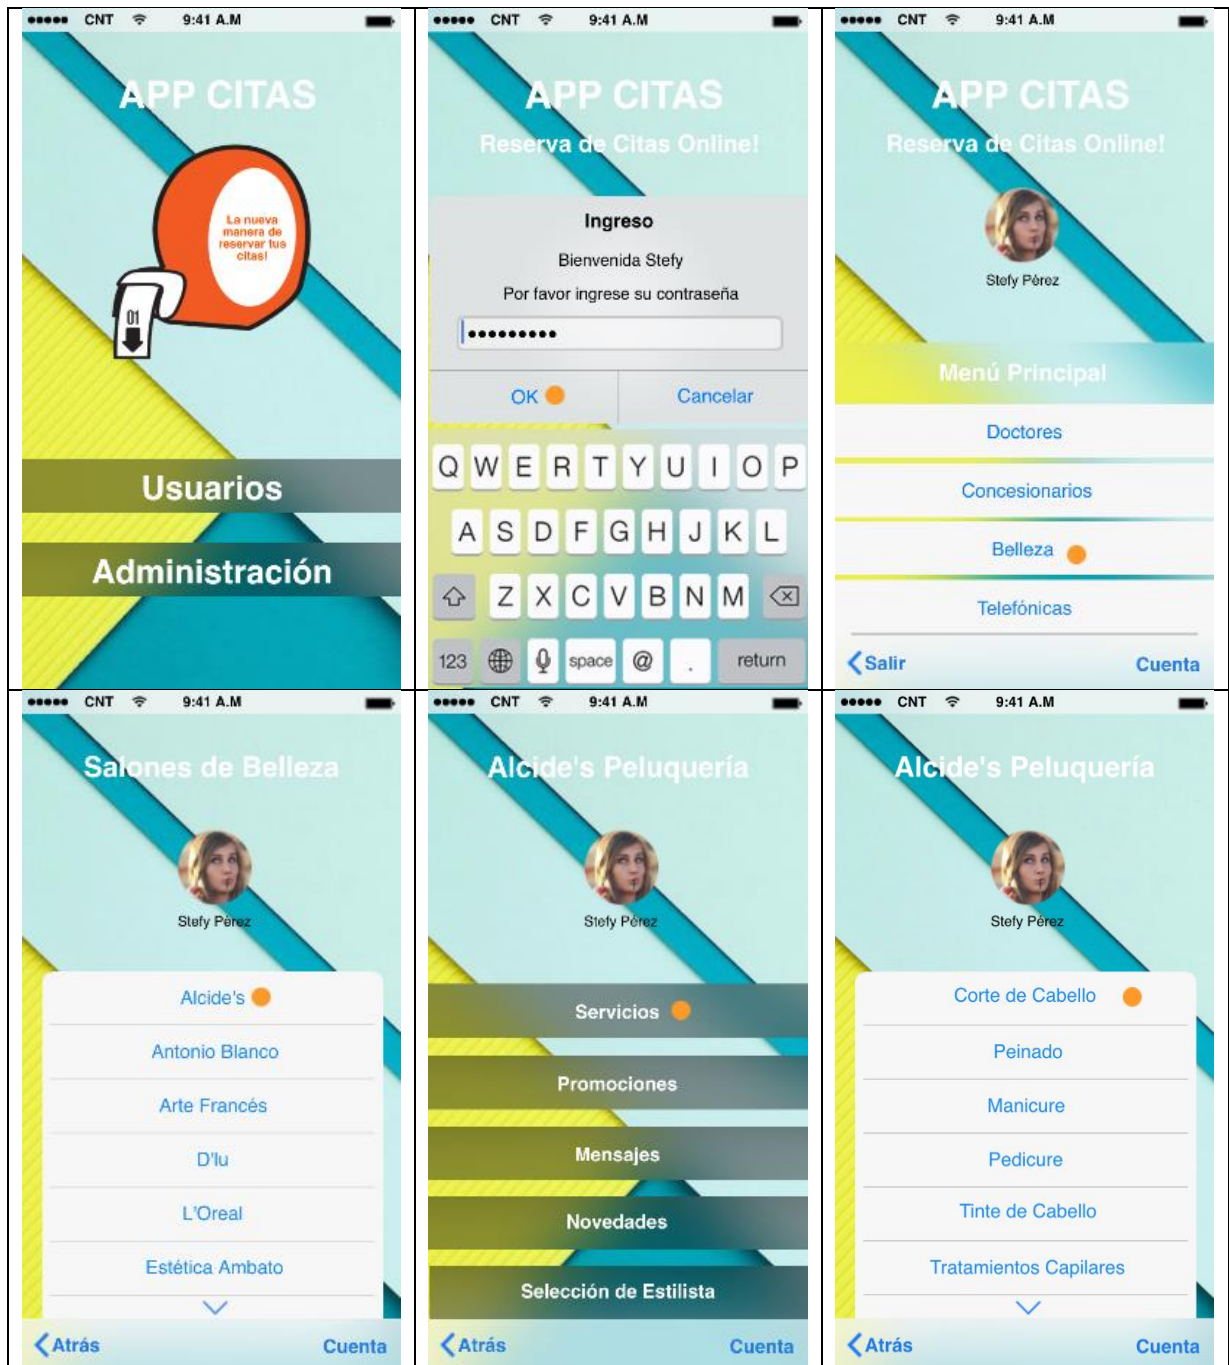 CNT 9:41 A.M
APP CITAS
La nueva
manera de
reservar tus
citas!
01
Usuarios
Administración
CNT 9:41 A.M
APP CITAS
Reserva de Citas Online!
Ingreso
Bienvenida Stefy
Por favor ingrese su contraseña
OK Cancelar
Q W E R T Y U I O P
A S D F G H J K L
Z X C V B N M
123 space @ . return
CNT 9:41 A.M
APP CITAS
Reserva de Citas Online!
Stefy Pérez
Menú Principal
Doctores
Concesionarios
Belleza
Telefónicas
Salir Cuenta
CNT 9:41 A.M
Salones de Belleza
Stefy Pérez
Alcide's
Antonio Blanco
Arte Francés
D'lu
L'Oreal
Estética Ambato
Atrás Cuenta
CNT 9:41 A.M
Alcide's Peluquería
Stefy Pérez
Servicios
Promociones
Mensajes
Novedades
Selección de Estilista
Atrás Cuenta
CNT 9:41 A.M
Alcide's Peluquería
Stefy Pérez
Corte de Cabello
Peinado
Manicure
Pedicure
Tinte de Cabello
Tratamientos Capilares
Atrás Cuenta